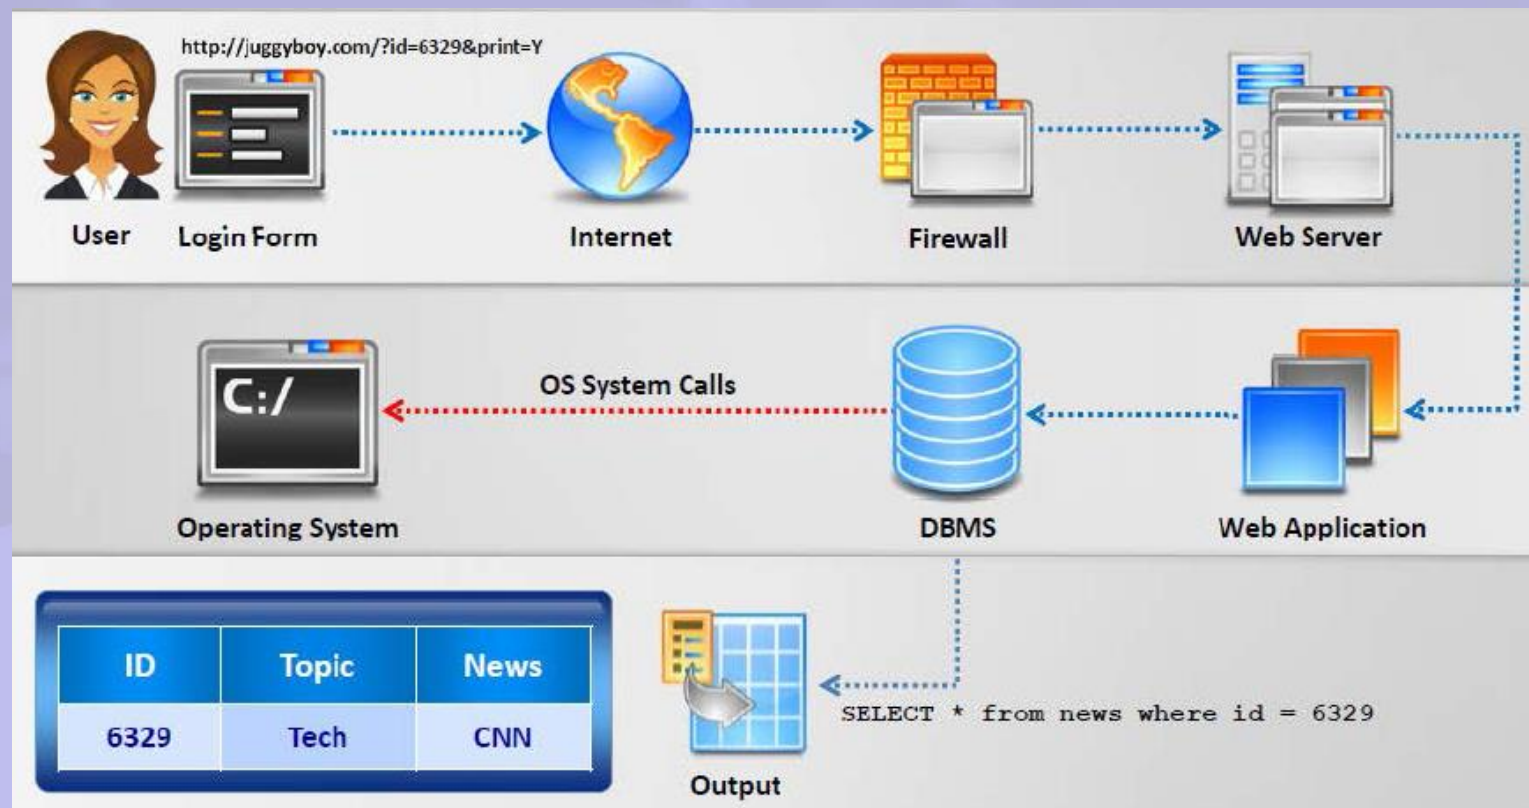 http://juggyboy.com/?id=6329&print=Y
User
Login Form
Internet
Firewall
Web Server
C:/
OS System Calls
Operating System
DBMS
Web Application
ID Topic News
6329 Tech CNN
SELECT * from news where id = 6329
Output